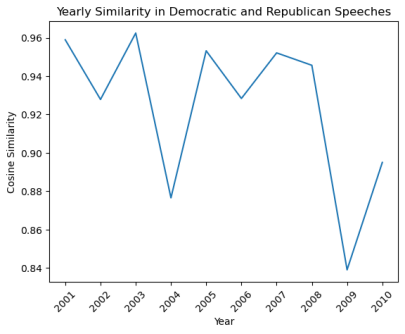 Yearly Similarity in Democratic and Republican Speeches
0.96
0.94
0.92
0.90
0.88
0.86
0.84
Cosine Similarity
2001 2002 2003 2004 2005 2006 2007 2008 2009 2010
Year